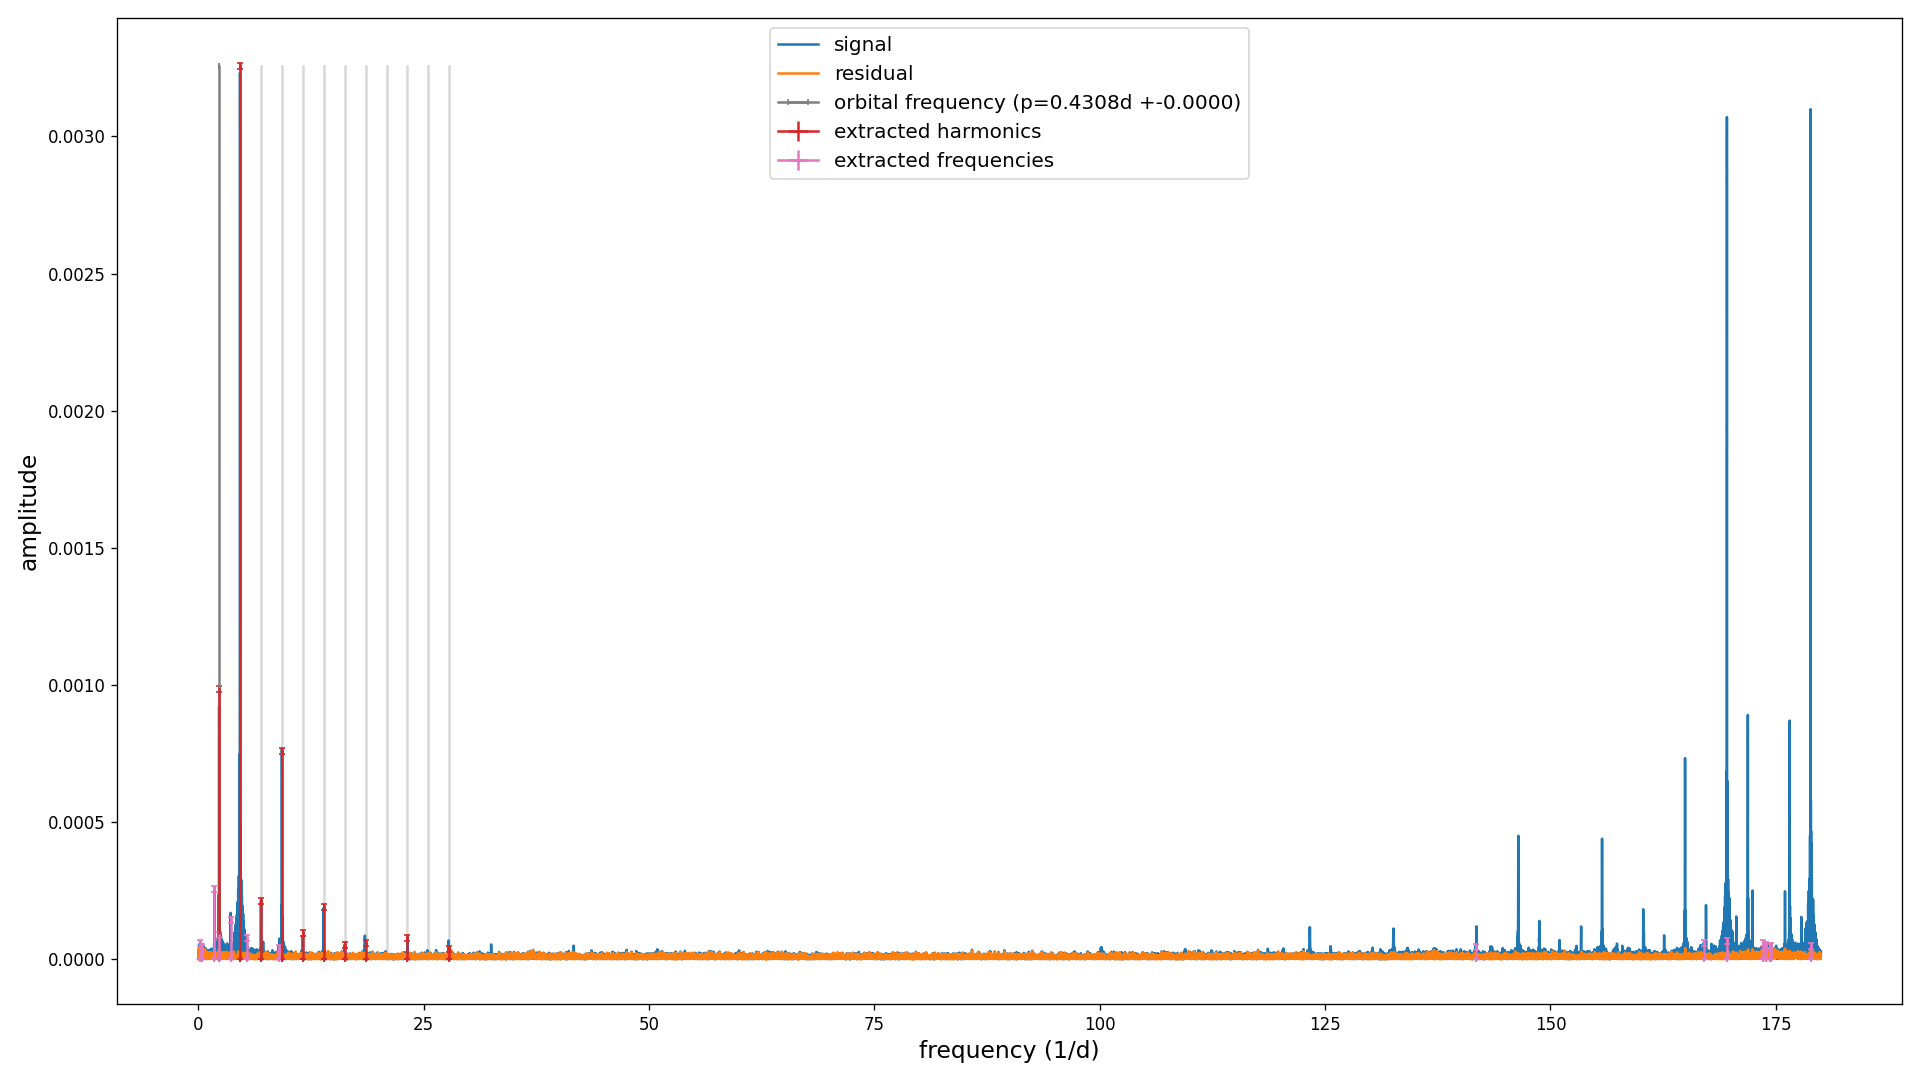 signal
residual
orbital frequency (p=0.4308d +-0.0000)
extracted harmonics
extracted frequencies
amplitude
0.0030
0.0025
0.0020
0.0015
0.0010
0.0005
0.0000
0 25 50 75 100 125 150 175
frequency (1/d)